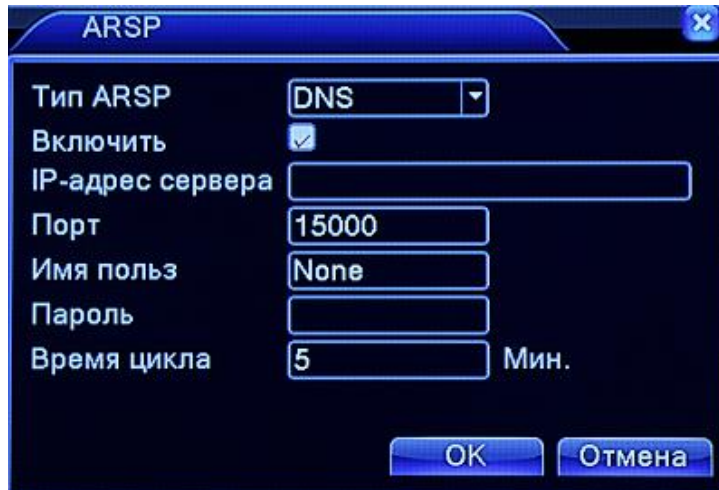 ARSP
Тип ARSP DNS
Включить
IP-адрес сервера
Порт 15000
Имя польз None
Пароль
Время цикла 5 Мин.
OK Отмена